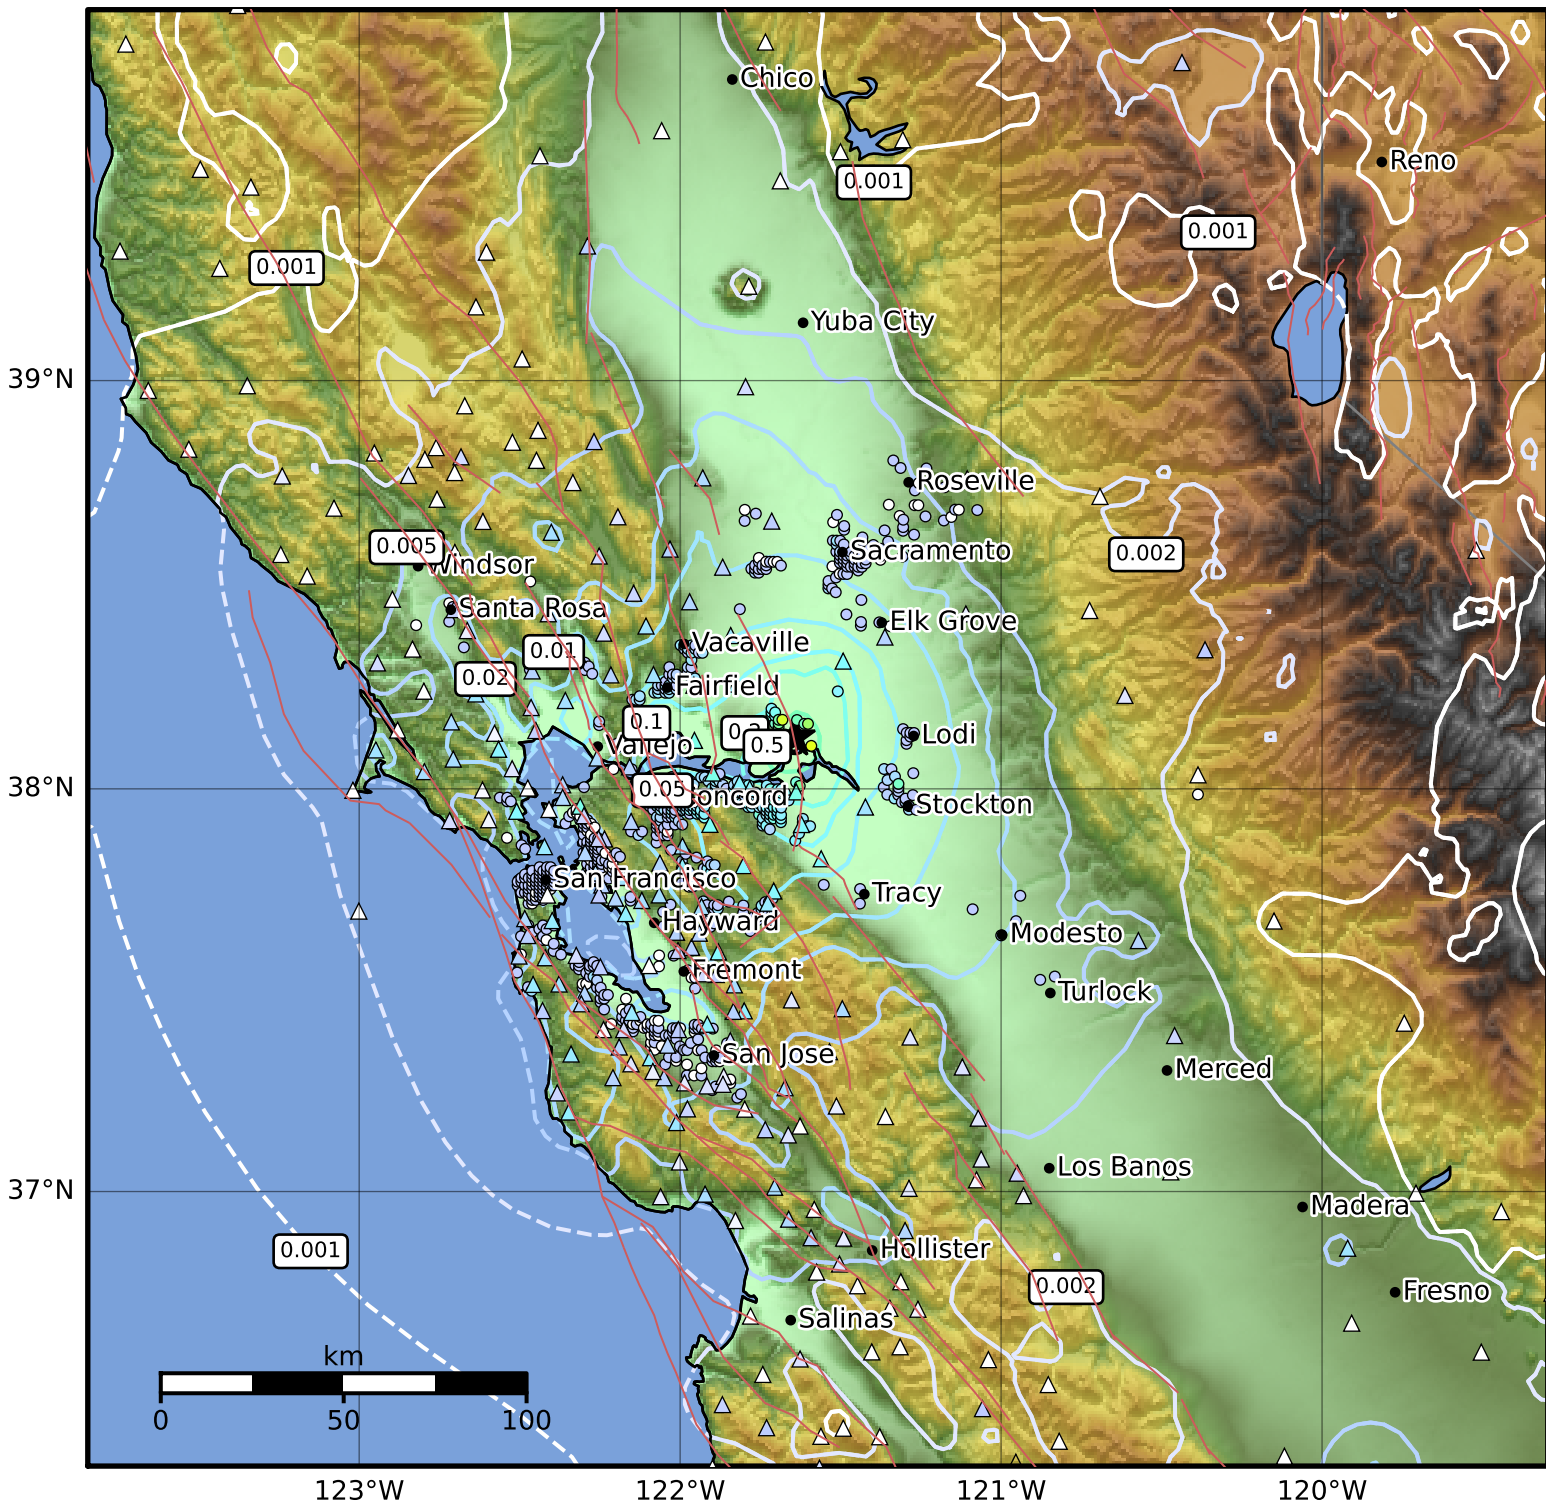 Chico
Reno
0.001
0.001
0.001
Yuba City
39°N
Roseville
0.005
Windsor
Sacramento
0.002
Santa Rosa
Elk Grove
0.01
Vacaville
0.02
Fairfield
0.1
0.5
Lodi
Vallejo
38°N
0.05
Stockton
San Francisco
Tracy
Hayward
Modesto
Fremont
Turlock
San Jose
Merced
Los Banos
37°N
Madera
0.001
Hollister
0.002
Fresno
Salinas
km
0 50 100
123°W 122°W 121°W 120°W